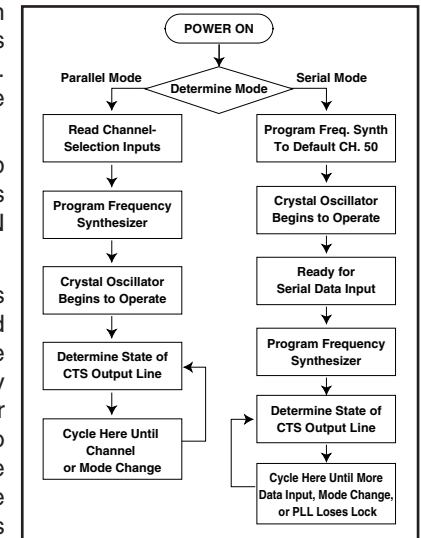 POWER ON
Parallel Mode
Serial Mode
Determine Mode
Read Channel-
Selection Inputs
Program Frequency
Synthesizer
Crystal Oscillator
Begins to Operate
Determine State of
CTS Output Line
Cycle Here Until
Channel
or Mode Change
Program Freq. Synth
To Default CH. 50
Crystal Oscillator
Begins to Operate
Ready for
Serial Data Input
Program Frequency
Synthesizer
Determine State of
CTS Output Line
Cycle Here Until More
Data Input, Mode Change,
or PLL Loses Lock